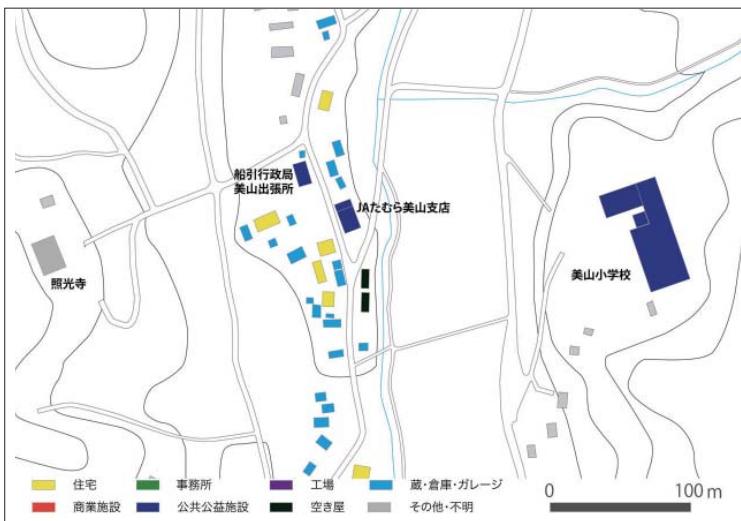 船引行政局
美山出張所
JAたむら美山支店
照光寺
美山小学校
住宅
事務所
工場
蔵・倉庫・ガレージ
商業施設
公共公益施設
空き屋
その他・不明
0
100 m